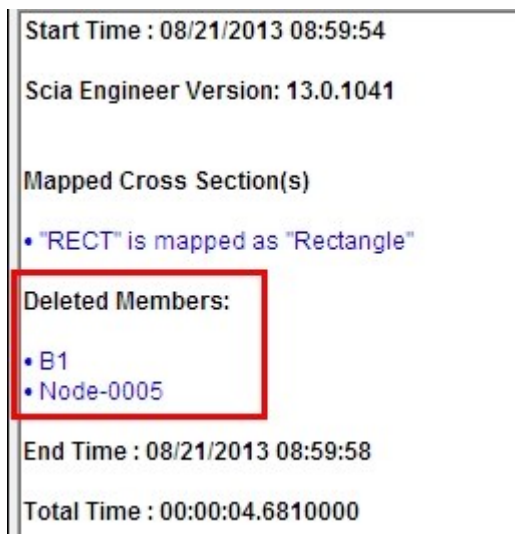 Start Time : 08/21/2013 08:59:54
Scia Engineer Version: 13.0.1041
Mapped Cross Section(s)
• "RECT" is mapped as "Rectangle"
Deleted Members:
• B1
• Node-0005
End Time : 08/21/2013 08:59:58
Total Time : 00:00:04.6810000